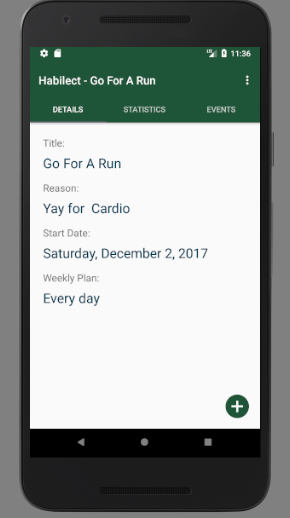 11:36
Habilect - Go For A Run
DETAILS STATISTICS EVENTS
Title:
Go For A Run
Reason:
Yay for Cardio
Start Date:
Saturday, December 2, 2017
Weekly Plan:
Every day